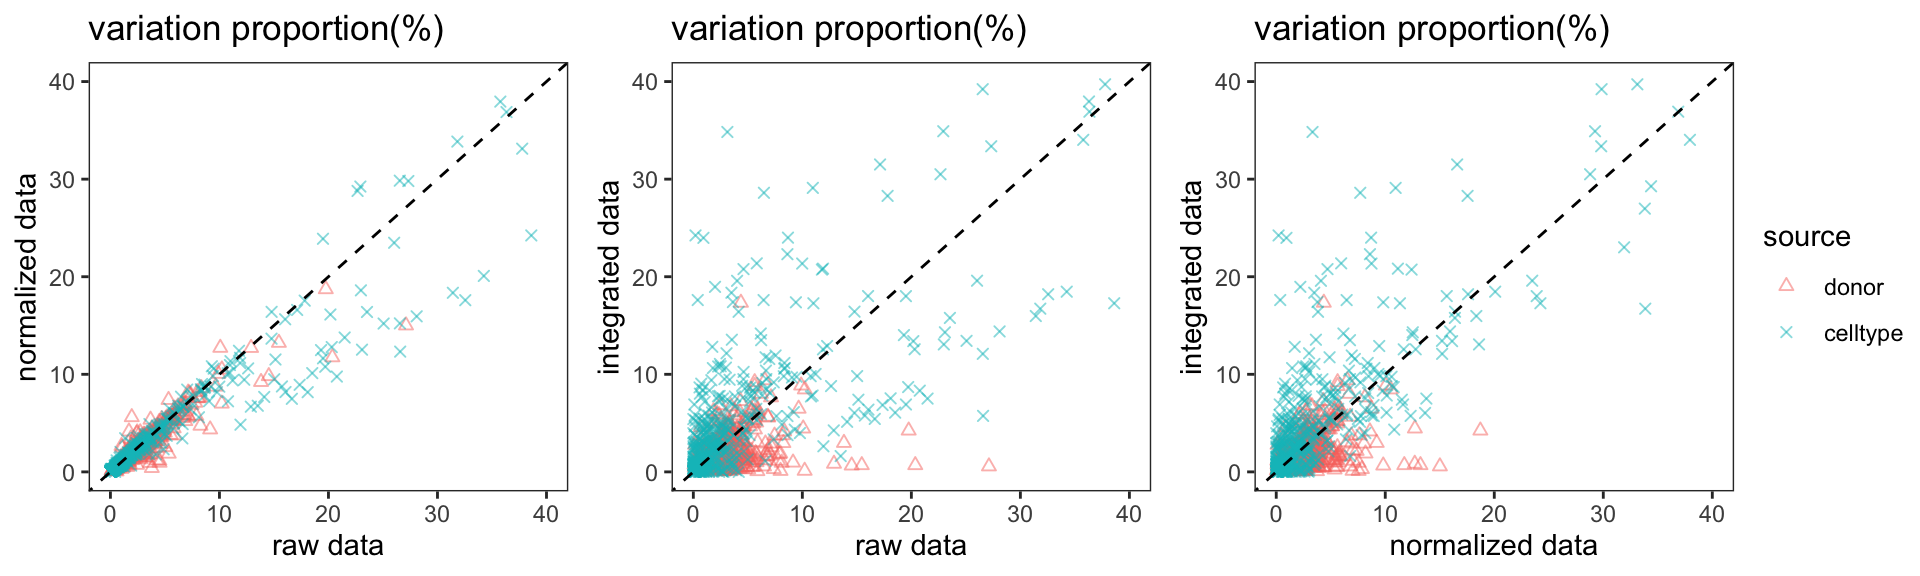 variation proportion(%)
40
30
20
10
0
normalized data
0 10 20 30 40
raw data
variation proportion(%)
40
30
20
10
0
integrated data
0 10 20 30 40
raw data
variation proportion(%)
40
30
20
10
0
integrated data
0 10 20 30 40
normalized data
source
donor
celltype